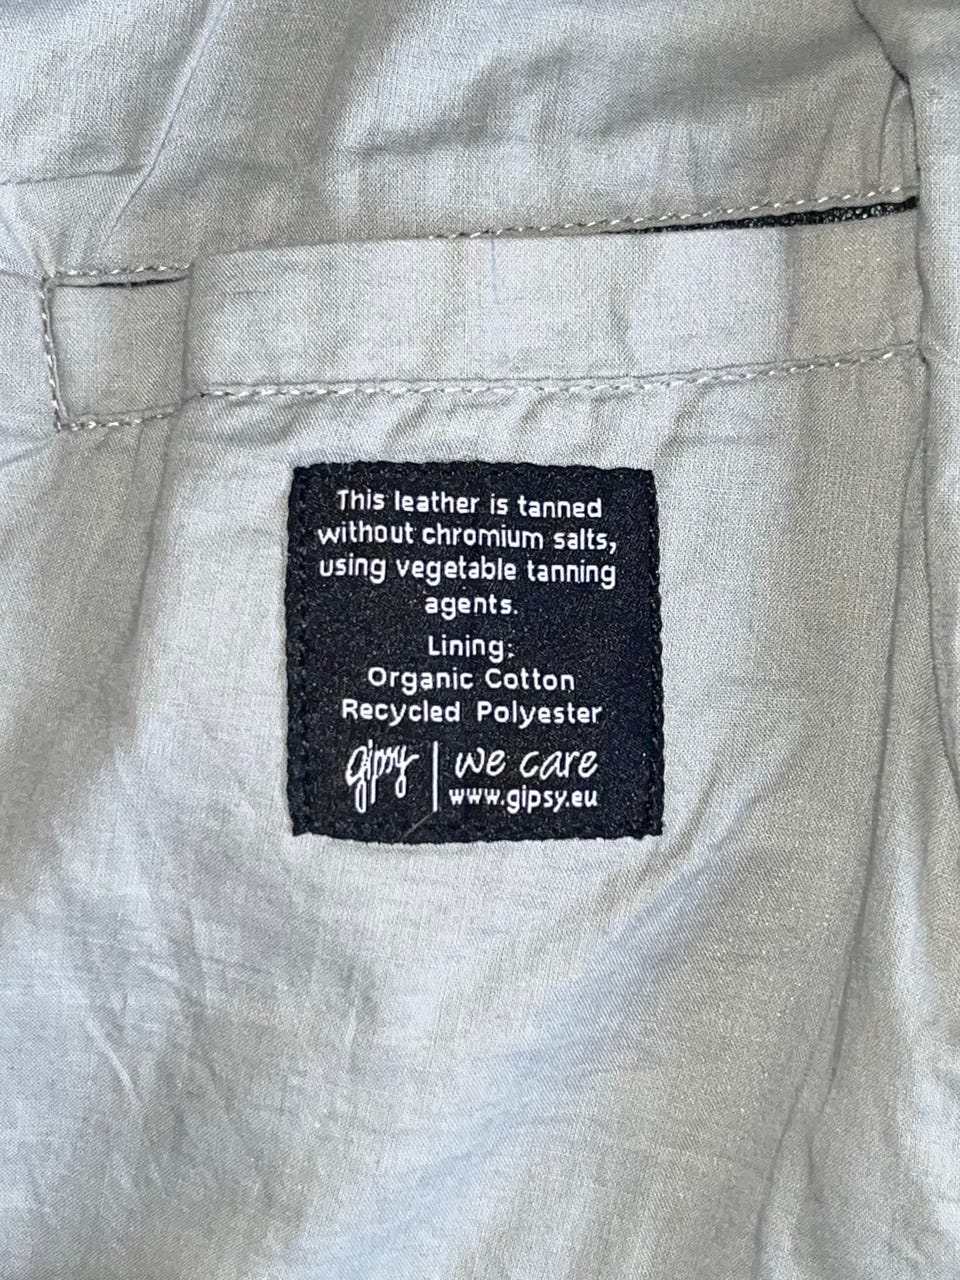 This leather is tanned
without chromium salts,
using vegetable tanning
agents.
Lining:
Organic Cotton
Recycled Polyester
gipsy | we care
www.gipsy.eu